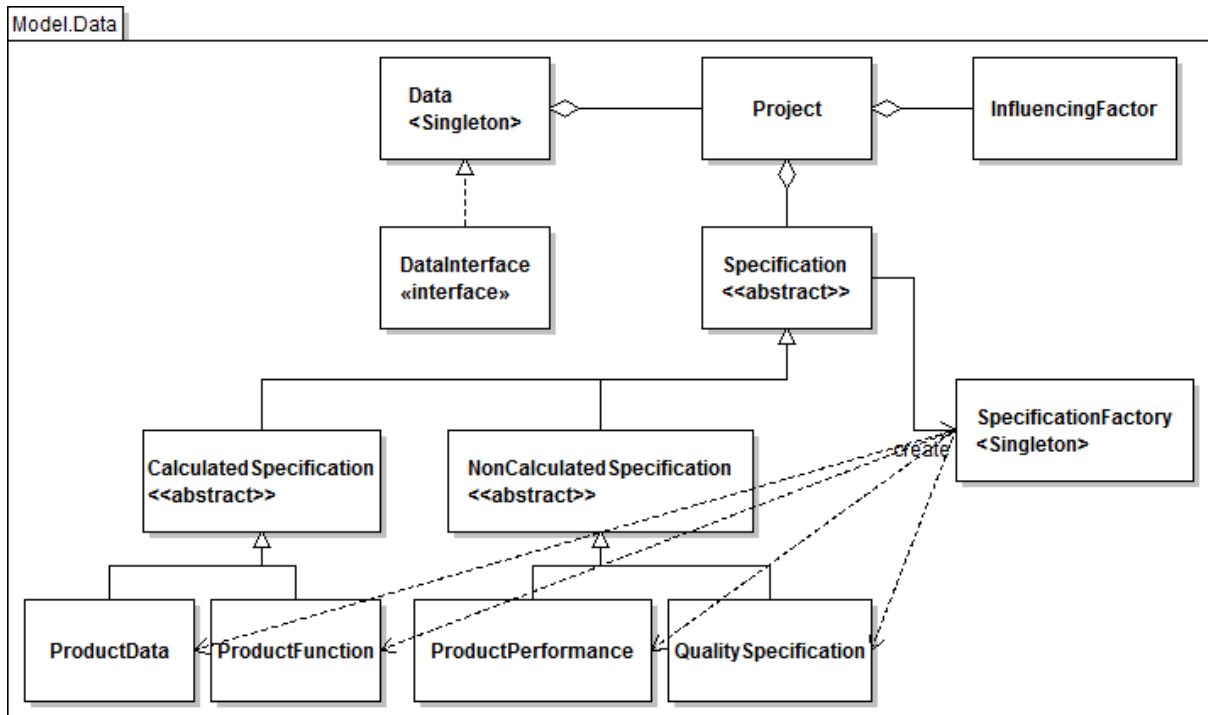 Model.Data
Data
<Singleton>
Project
InfluencingFactor
DataInterface
«interface»
Specification
<<abstract>>
SpecificationFactory
<Singleton>
create
CalculatedSpecification
<<abstract>>
NonCalculatedSpecification
<<abstract>>
ProductData
ProductFunction
ProductPerformance
QualitySpecification